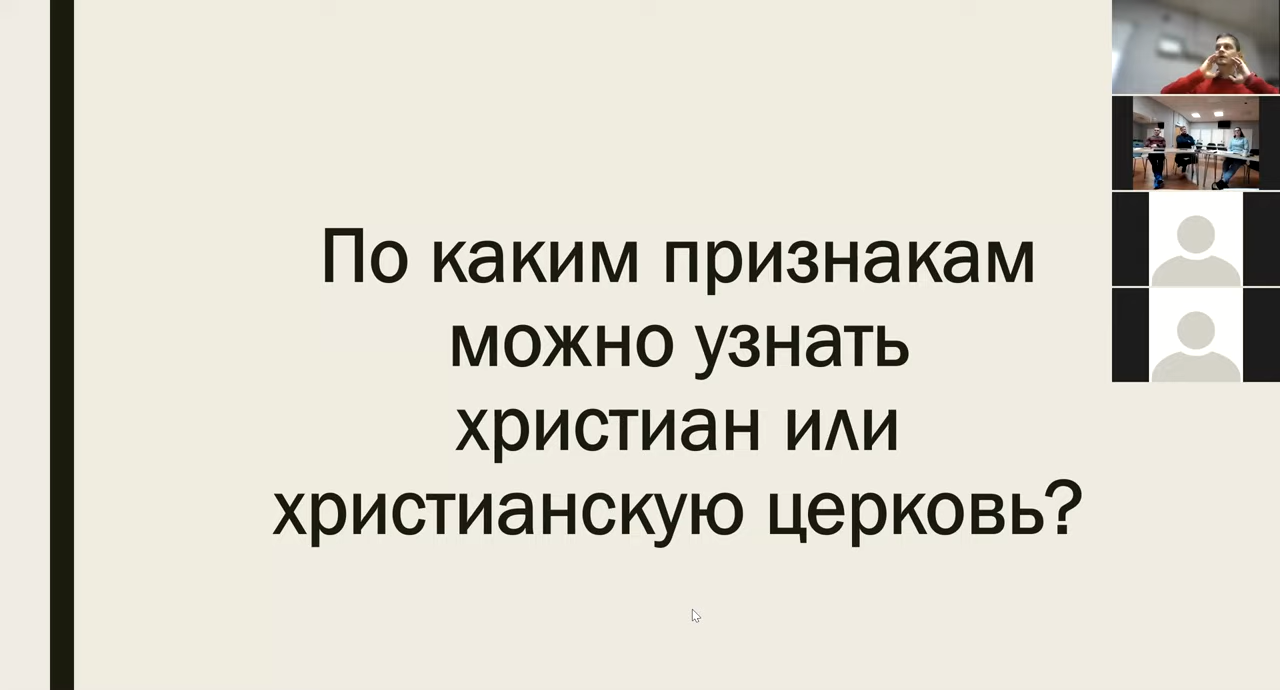 По каким признакам
можно узнать
христиан или
христианскую церковь?